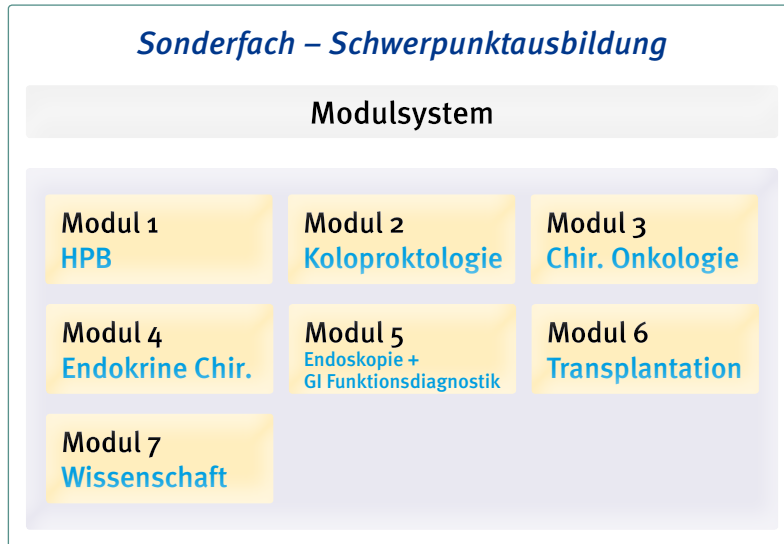 Sonderfach – Schwerpunktausbildung
Modulsystem
Modul 1
HPB
Modul 2
Koloproktologie
Modul 3
Chir. Onkologie
Modul 4
Endokrine Chir.
Modul 5
Endoskopie +
GI Funktionsdiagnostik
Modul 6
Transplantation
Modul 7
Wissenschaft